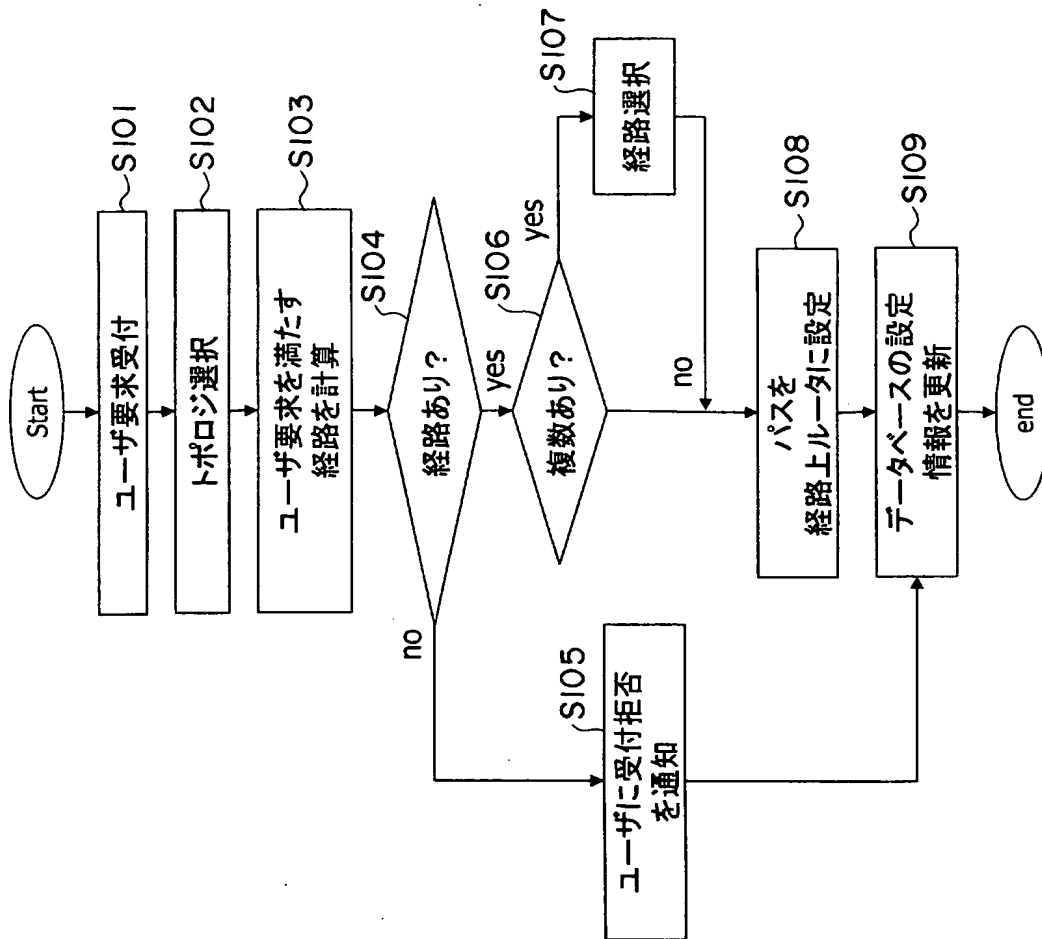 Start
ユーザ要求受付
S101
トポロジ選択
S102
ユーザ要求を満たす
経路を計算
S103
経路あり?
S104
no
yes
ユーザに受付拒否
を通知
S105
複数あり?
S106
yes
no
経路選択
S107
パスを
経路上ルータに設定
S108
データベースの設定
情報を更新
S109
end